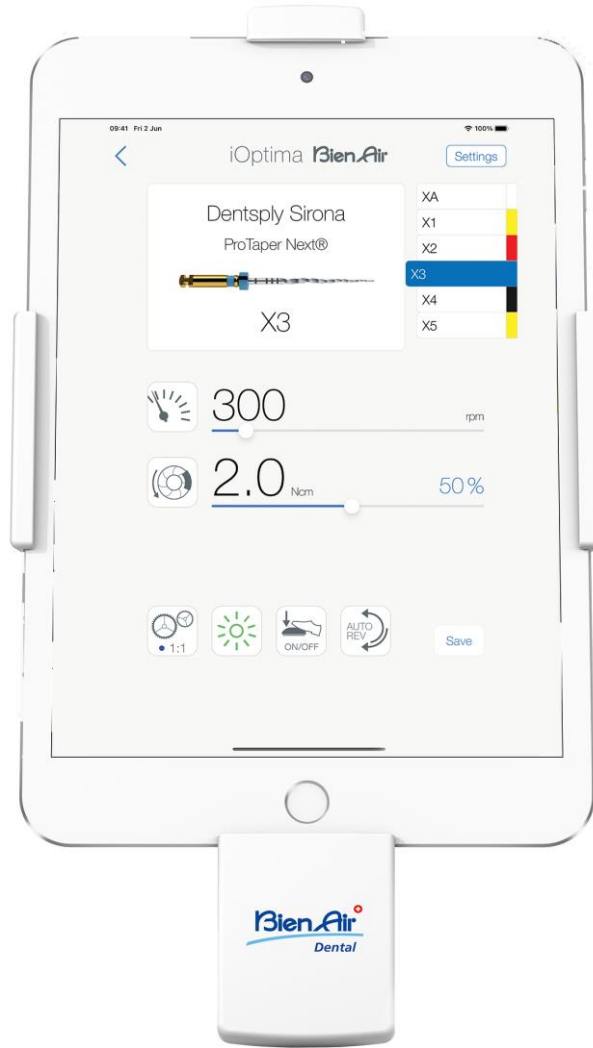 09:41 Fri 2 Jun
100%
iOptima Bien Air
Settings
Dentsply Sirona
ProTaper Next®
X3
XA
X1
X2
X3
X4
X5
300
rpm
2.0 Ncm
50%
1:1
ON/OFF
AUTO
REV
Save
Bien Air
Dental